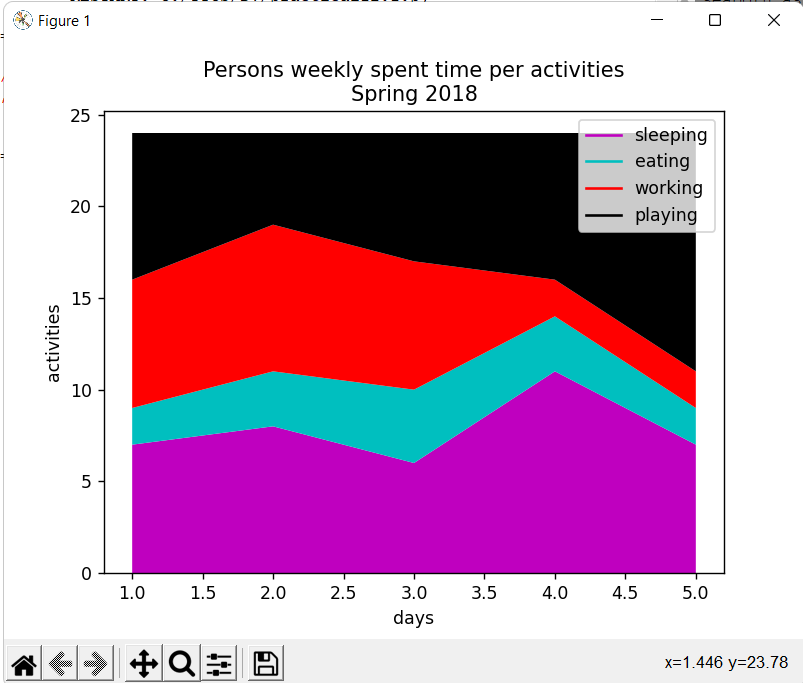 Figure 1
Persons weekly spent time per activities
Spring 2018
25
20
15
10
5
0
activities
sleeping
eating
working
playing
1.0 1.5 2.0 2.5 3.0 3.5 4.0 4.5 5.0
days
x=1.446 y=23.78